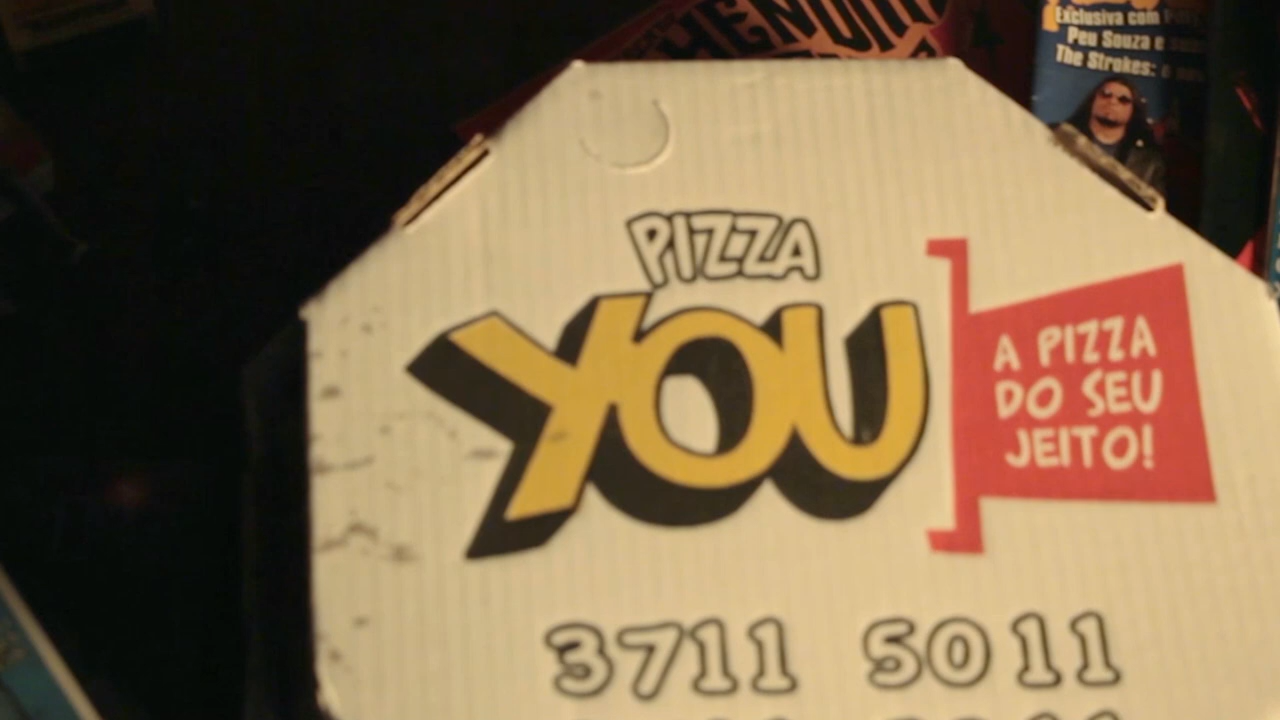 Exclusiva com
Peu Souza e
The Strokes: e
PIZZA
YOU
A PIZZA
DO SEU
JEITO!
3711 5011